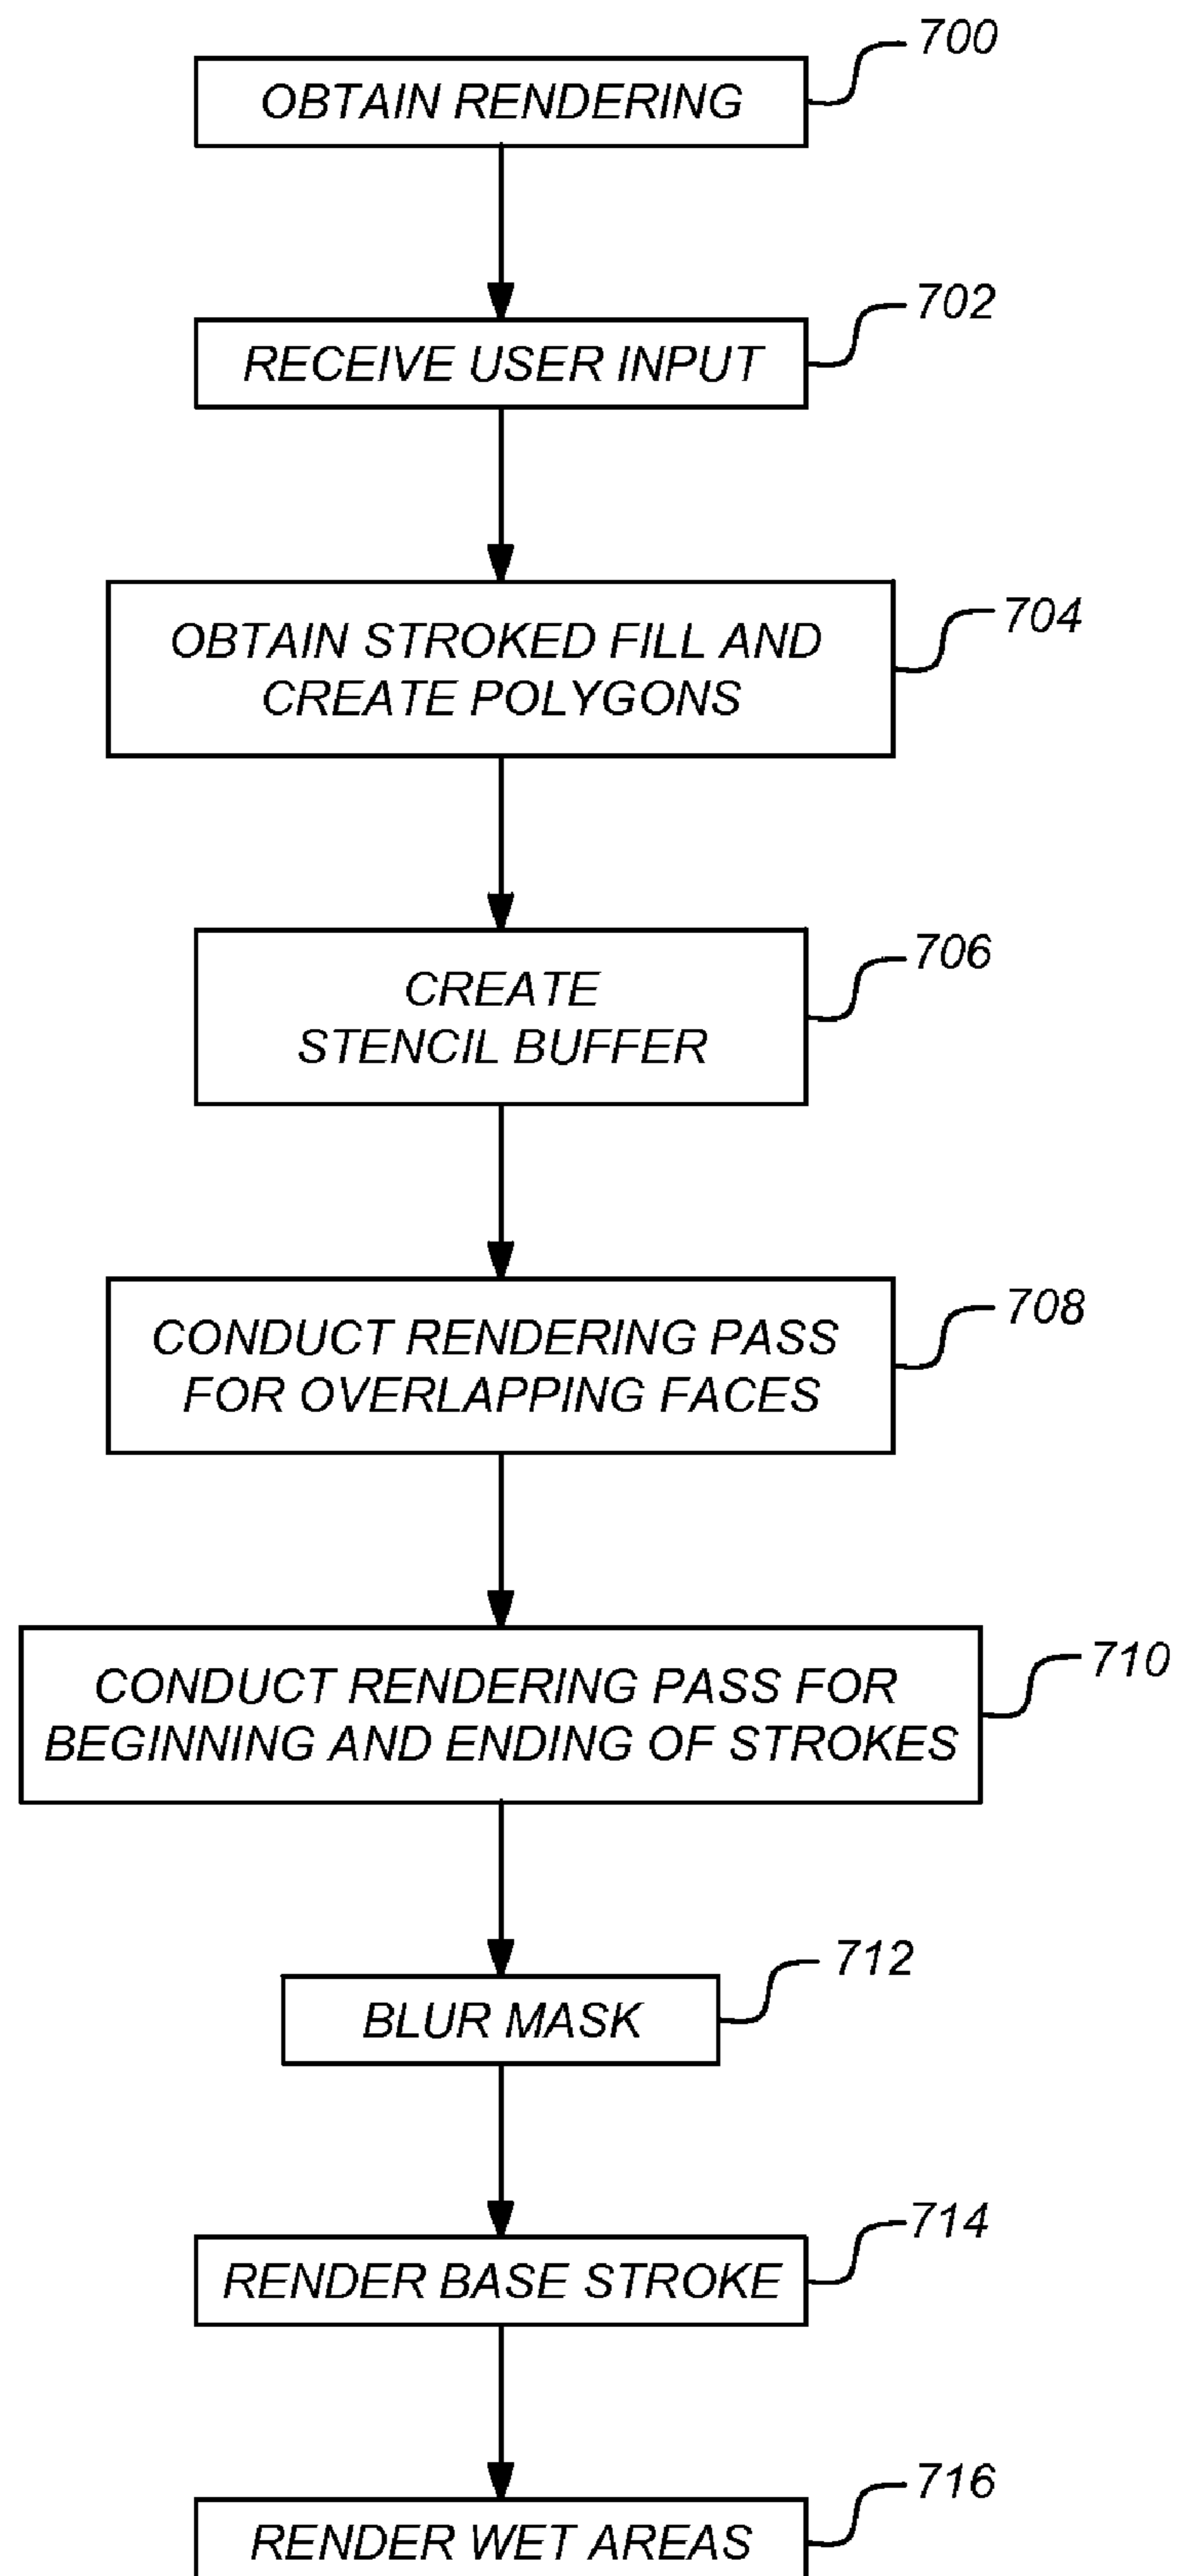 700
OBTAIN RENDERING
702
RECEIVE USER INPUT
704
OBTAIN STROKED FILL AND
CREATE POLYGONS
706
CREATE
STENCIL BUFFER
708
CONDUCT RENDERING PASS
FOR OVERLAPPING FACES
710
CONDUCT RENDERING PASS FOR
BEGINNING AND ENDING OF STROKES
712
BLUR MASK
714
RENDER BASE STROKE
716
RENDER WET AREAS